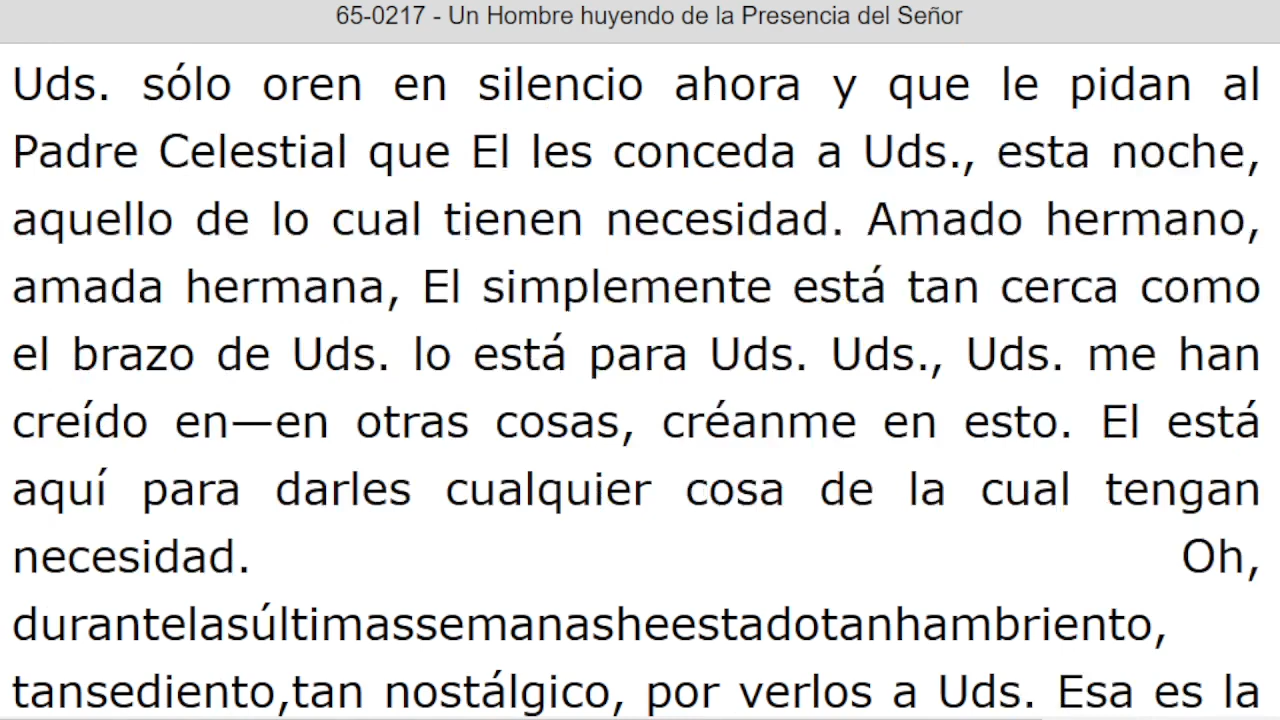 65-0217 - Un Hombre huyendo de la Presencia del Señor
Uds. sólo oren en silencio ahora y que le pidan al
Padre Celestial que El les conceda a Uds., esta noche,
aquello de lo cual tienen necesidad. Amado hermano,
amada hermana, El simplemente está tan cerca como
el brazo de Uds. lo está para Uds. Uds., Uds. me han
creído en—en otras cosas, créanme en esto. El está
aquí para darles cualquier cosa de la cual tengan
necesidad. Oh,
durantelasúltimassemanasheestadotanhambriento,
tansediento,tan nostálgico, por verlos a Uds. Esa es la